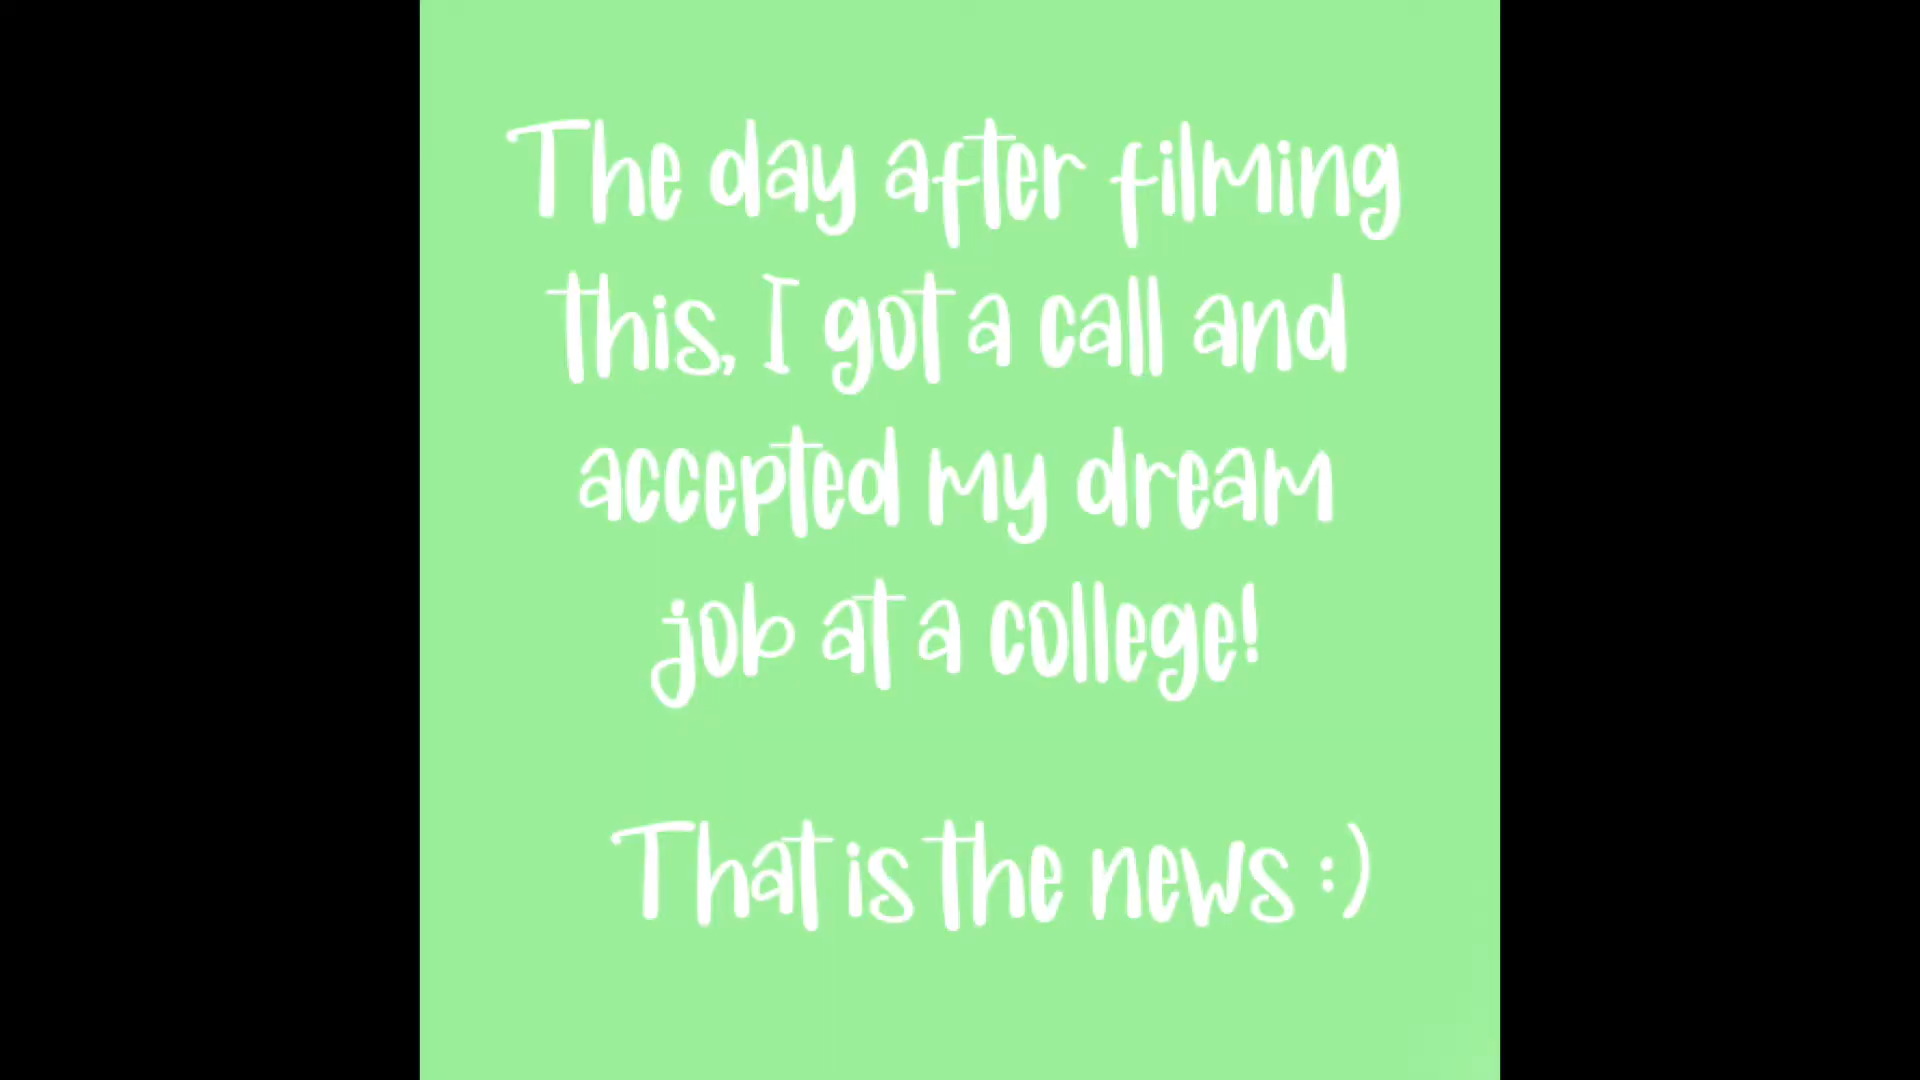 The day after filming
this, I got a call and
accepted my dream
job at a college!
That is the news :)